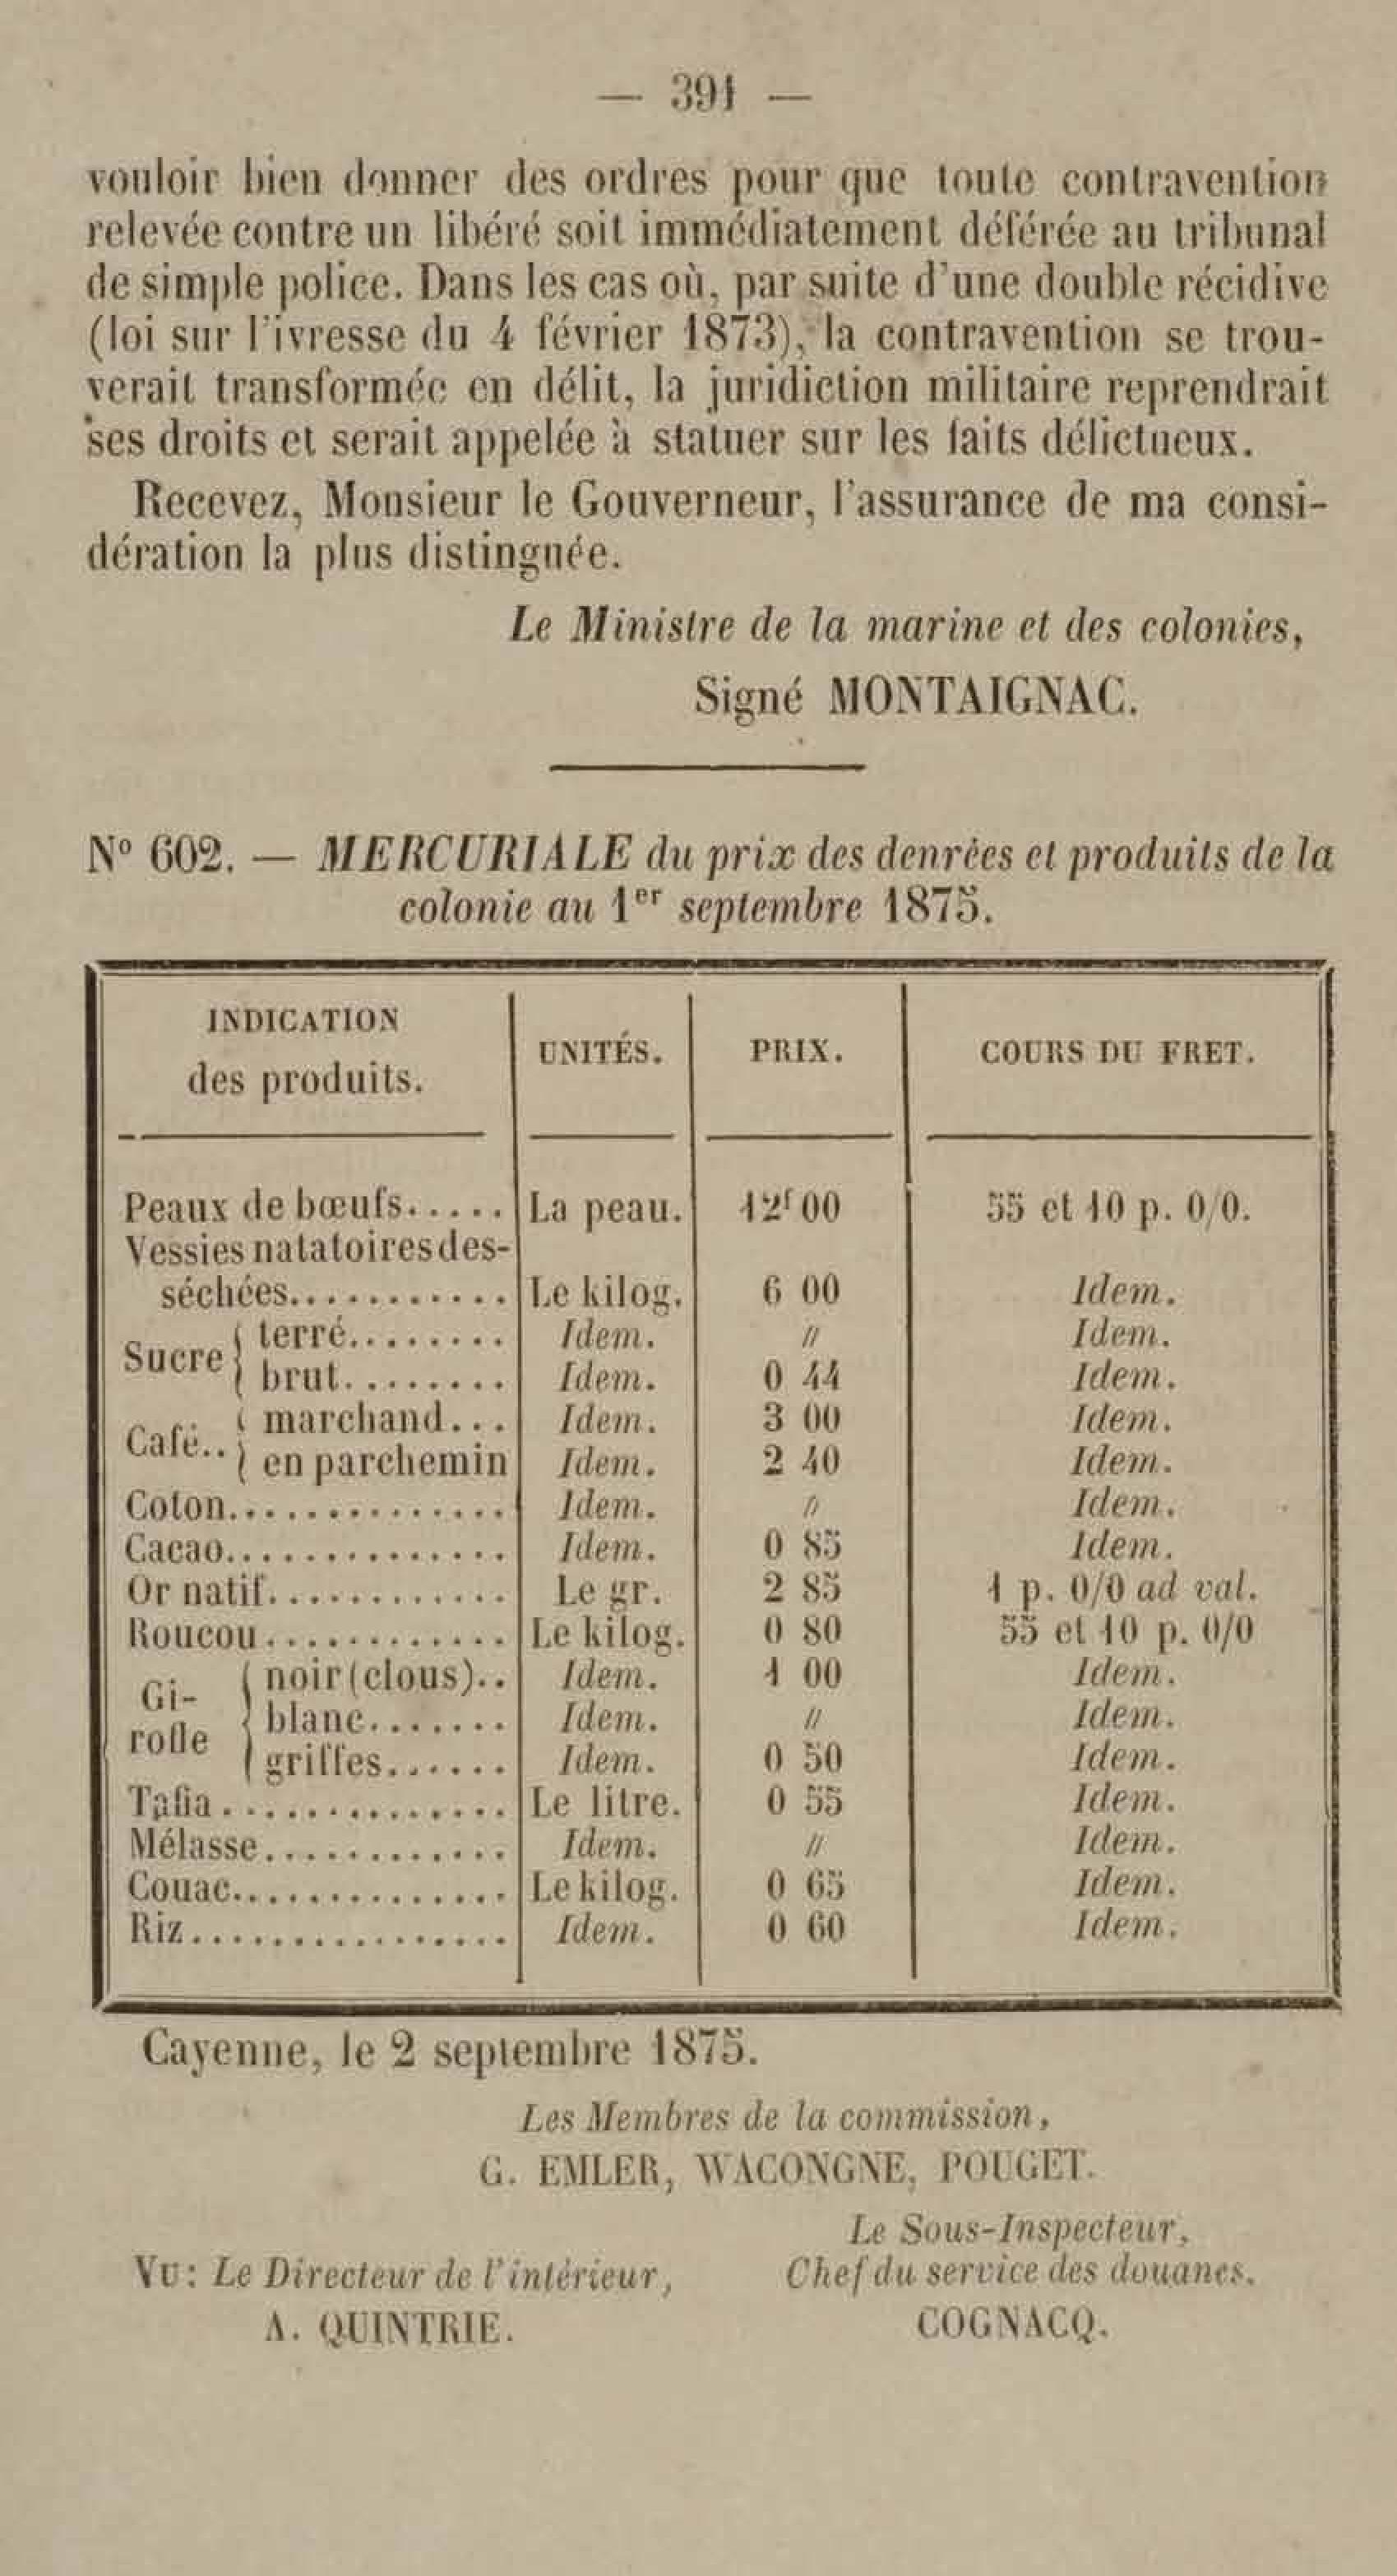 — 391 —
vouloir bien donner des ordres pour que toute contravention
relevée contre un libéré soit immédiatement déférée au tribunal
de simple police. Dans les cas où, par suite d'une double récidive
(loi sur l'ivresse du 4 février 1873), la contravention se trou-
verait transformée en délit, la juridiction militaire reprendrait
ses droits et serait appelée à statuer sur les faits délictueux.
Recevez, Monsieur le Gouverneur, l'assurance de ma consi-
dération la plus distinguée.
Le Ministre de la marine et des colonies,
Signé MONTAIGNAC.
N° 602. — MERCURIALE du prix des denrées et produits de la
colonie au 1er septembre 1875.
INDICATION des produits. UNITÉS. PRIX. COURS DU FRET.
Peaux de bœufs..... La peau. 12f 00 55 et 10 p. 0/0.
Vessies natatoires des-
séchées............ Le kilog. 6 00 Idem.
Sucre { terré........ Idem. // Idem.
brut......... Idem. 0 44 Idem.
Café.. { marchand... Idem. 3 00 Idem.
en parchemin Idem. 2 40 Idem.
Coton.............. Idem. // Idem.
Cacao.............. Idem. 0 85 Idem.
Or natif............ Le gr. 2 85 1 p. 0/0 ad val.
Roucou............ Le kilog. 0 80 55 et 10 p. 0/0
Gi-rofle { noir (clous).. Idem. 1 00 Idem.
blanc....... Idem. // Idem.
griffes...... Idem. 0 50 Idem.
Tafia.............. Le litre. 0 55 Idem.
Mélasse............ Idem. // Idem.
Couac.............. Le kilog. 0 65 Idem.
Riz................ Idem. 0 60 Idem.
Cayenne, le 2 septembre 1875.
Les Membres de la commission,
G. EMLER, WACONGNE, POUGET.
Le Sous-Inspecteur,
Vu: Le Directeur de l'intérieur, Chef du service des douanes.
A. QUINTRIE. COGNACQ.